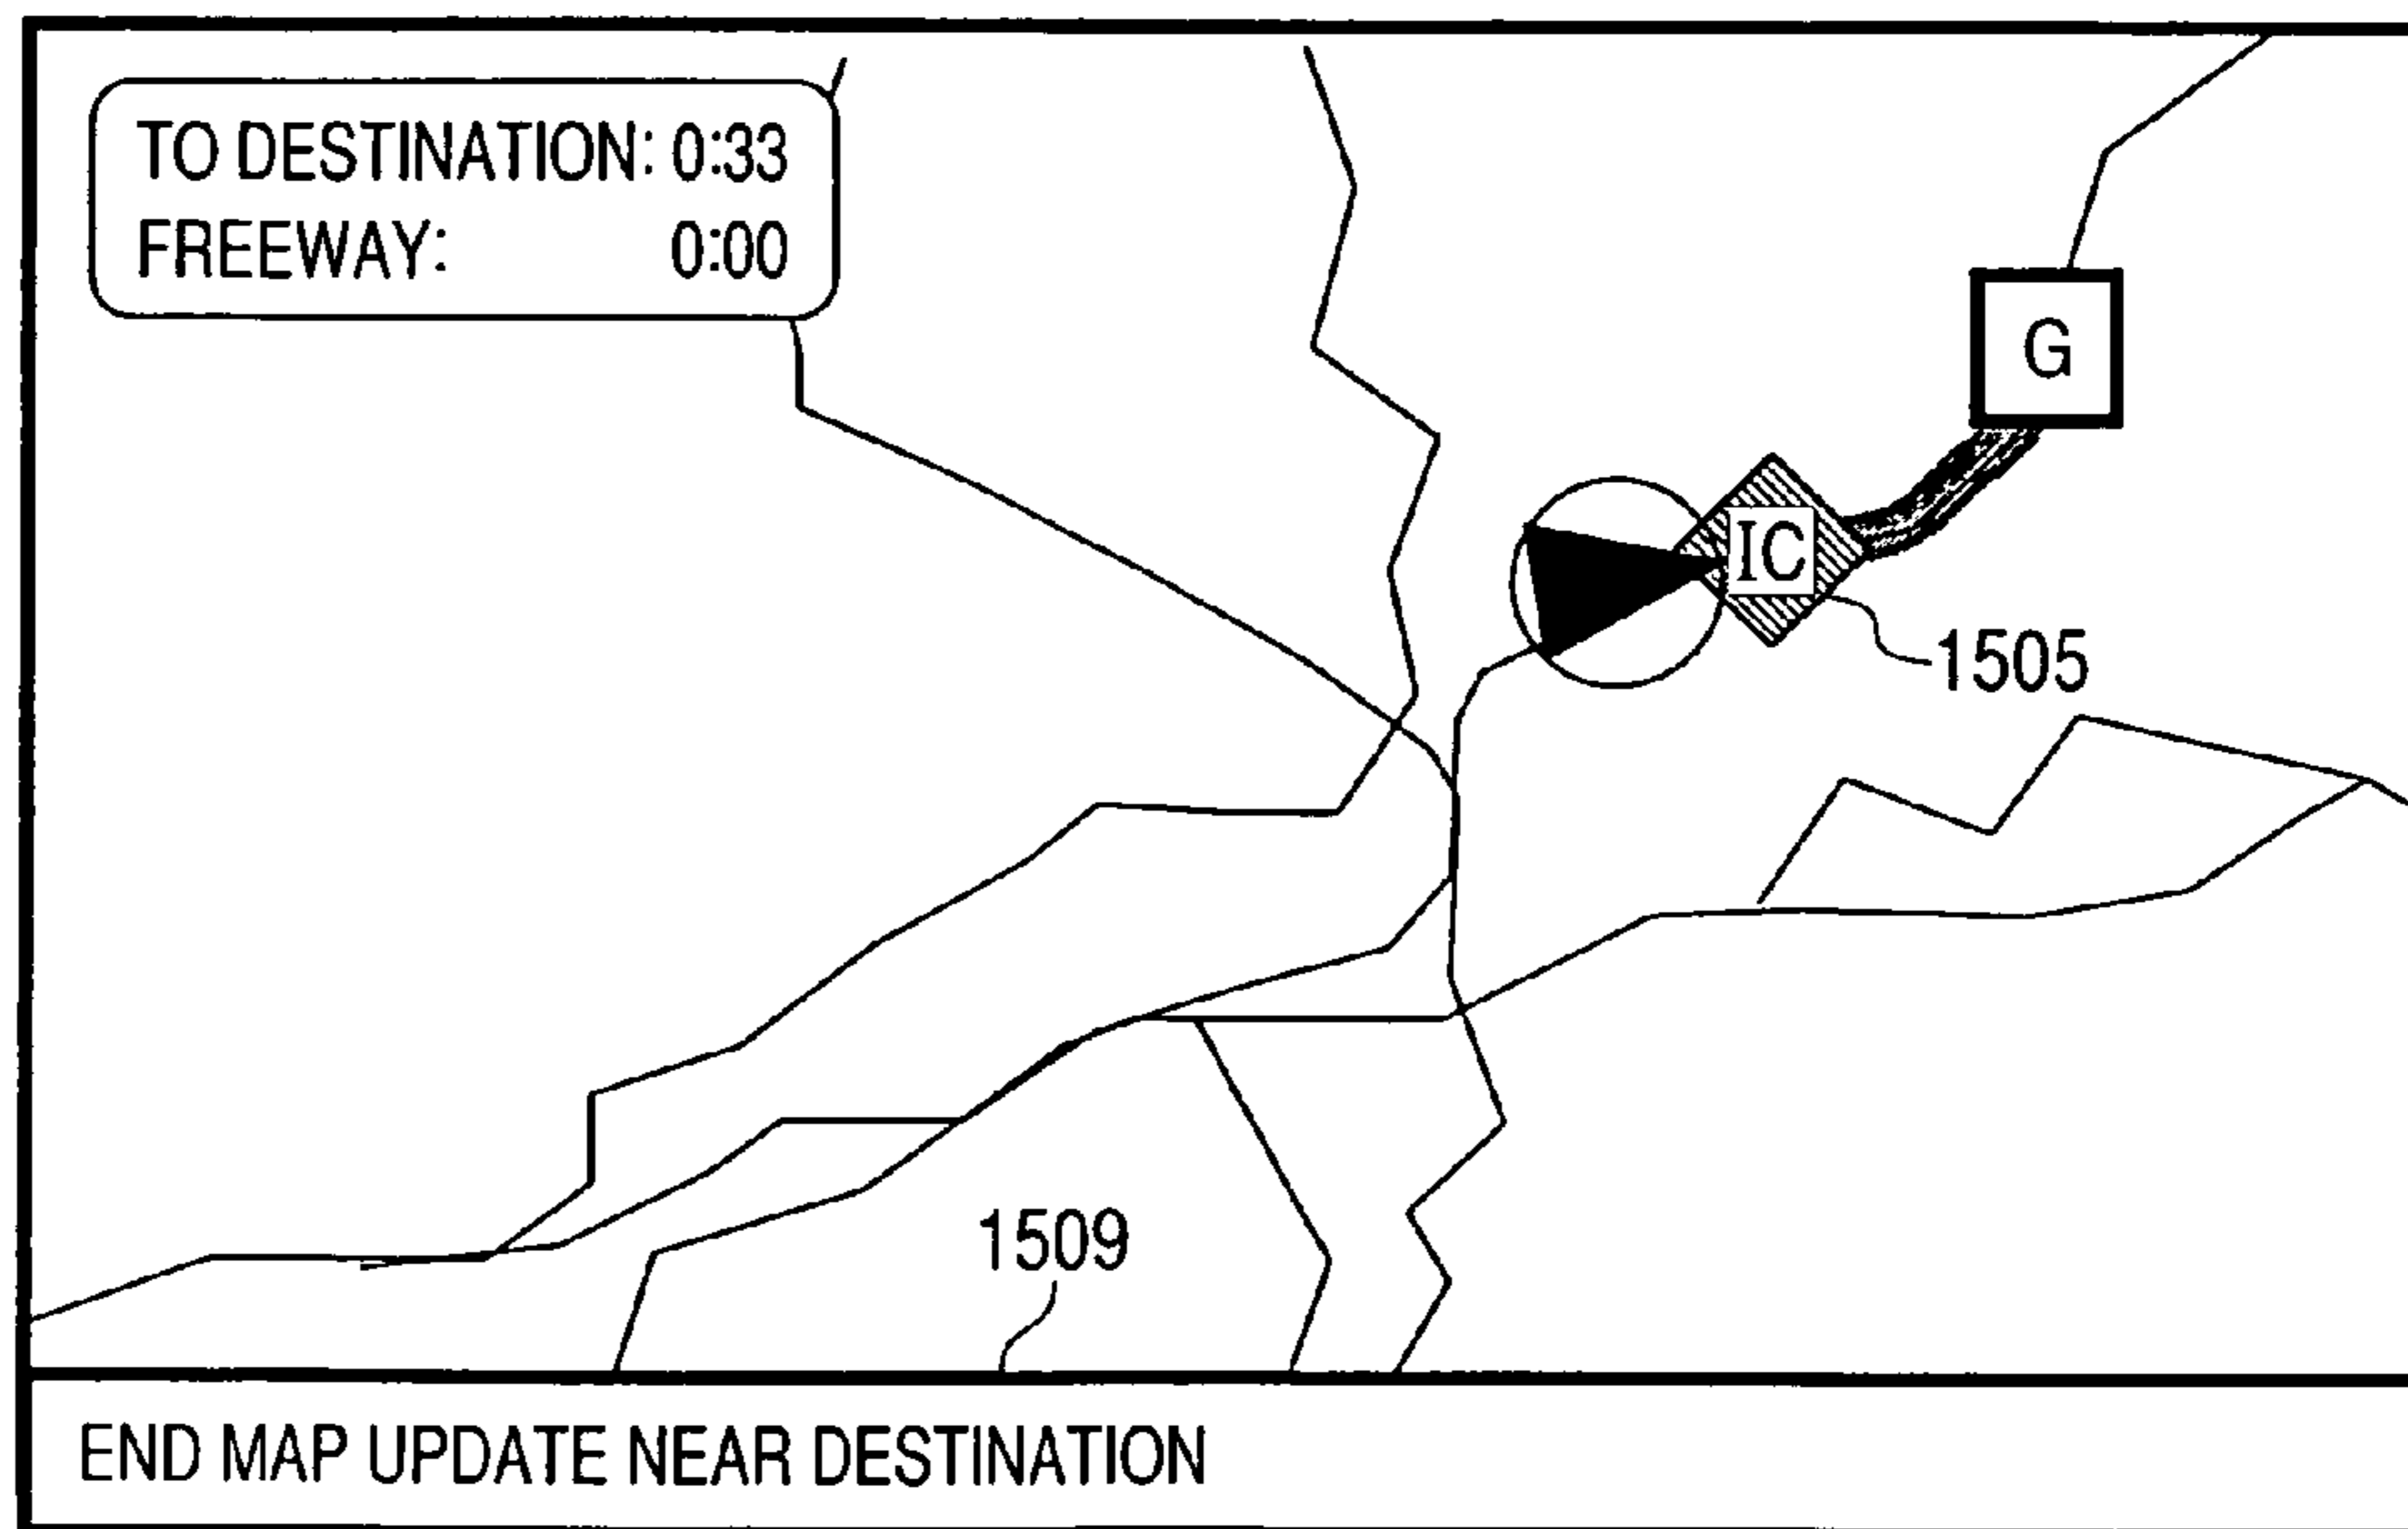 TO DESTINATION: 0:33
FREEWAY: 0:00
G
IC
1505
1509
END MAP UPDATE NEAR DESTINATION